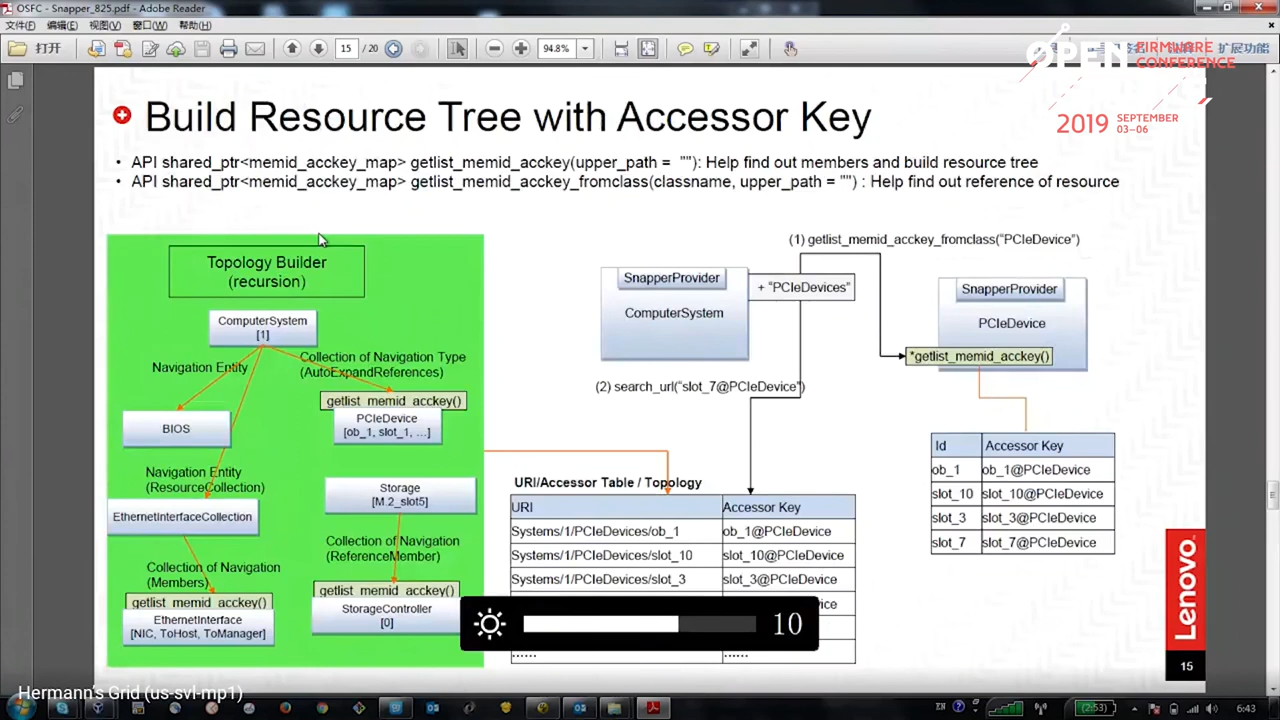 OSFC - Snapper_825.pdf - Adobe Reader
文件(F) 编辑(E) 视图(V) 窗口(W) 帮助(H)
打开
15 / 20
94.8%
扩展功能
OPEN FIRMWARE CONFERENCE
2019 SEPTEMBER 03-06
Build Resource Tree with Accessor Key
• API shared_ptr<memid_acckey_map> getlist_memid_acckey(upper_path = ""): Help find out members and build resource tree
• API shared_ptr<memid_acckey_map> getlist_memid_acckey_fromclass(classname, upper_path = "") : Help find out reference of resource
Topology Builder
(recursion)
ComputerSystem
[1]
Navigation Entity
Collection of Navigation Type
(AutoExpandReferences)
getlist_memid_acckey()
PCIeDevice
[ob_1, slot_1, ...]
BIOS
Navigation Entity
(ResourceCollection)
EthernetInterfaceCollection
Storage
[M.2_slot5]
Collection of Navigation
(ReferenceMember)
Collection of Navigation
(Members)
getlist_memid_acckey()
EthernetInterface
[NIC, ToHost, ToManager]
getlist_memid_acckey()
StorageController
[0]
(1) getlist_memid_acckey_fromclass("PCIeDevice")
SnapperProvider
ComputerSystem
+ "PCIeDevices"
SnapperProvider
PCIeDevice
*getlist_memid_acckey()
(2) search_url("slot_7@PCIeDevice")
Id Accessor Key
ob_1 ob_1@PCIeDevice
slot_10 slot_10@PCIeDevice
slot_3 slot_3@PCIeDevice
slot_7 slot_7@PCIeDevice
URI/Accessor Table / Topology
URI Accessor Key
Systems/1/PCIeDevices/ob_1 ob_1@PCIeDevice
Systems/1/PCIeDevices/slot_10 slot_10@PCIeDevice
Systems/1/PCIeDevices/slot_3 slot_3@PCIeDevice
...... ......
10
Lenovo
15
Hermann's Grid (us-svl-mp1)
EN (2:53) 6:43